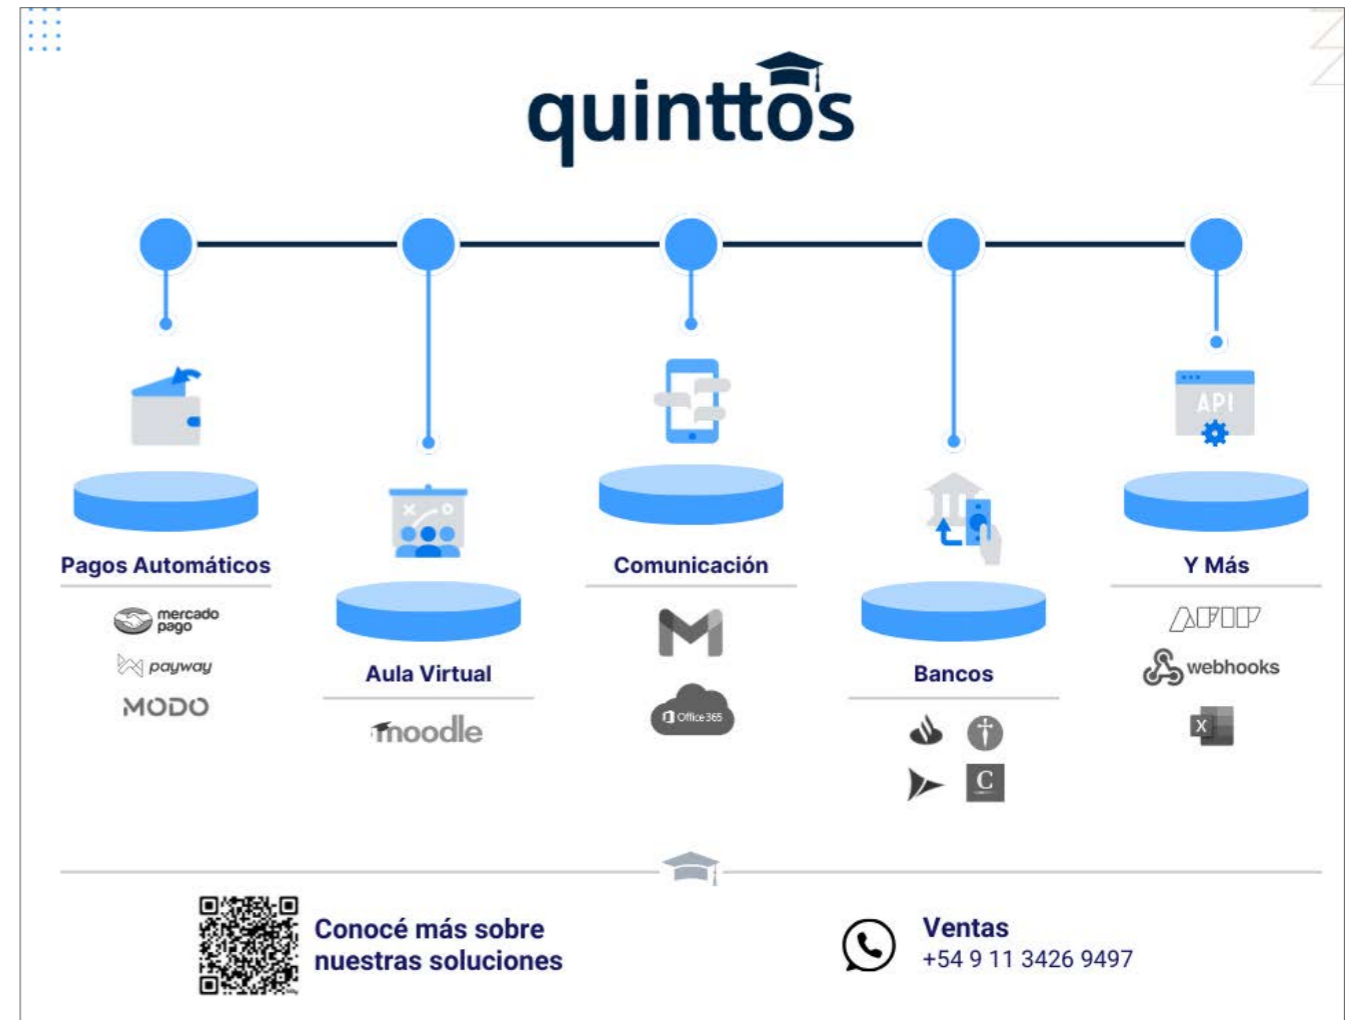 quinttos
API
Pagos Automáticos
mercado
pago
payway
MODO
Aula Virtual
moodle
Comunicación
Office 365
Bancos
C
Y Más
AFIP
webhooks
X
Conocé más sobre
nuestras soluciones
Ventas
+54 9 11 3426 9497